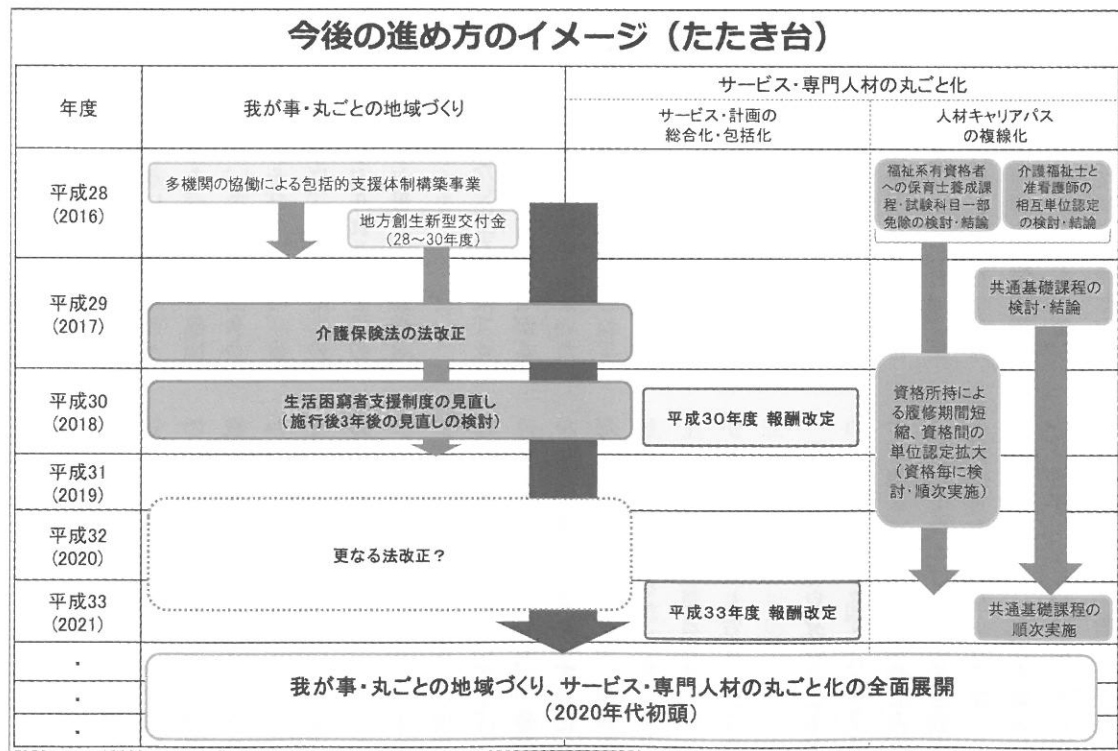 今後の進め方のイメージ（たたき台）
年度
我が事・丸ごとの地域づくり
サービス・専門人材の丸ごと化
サービス・計画の
総合化・包括化
人材キャリアパス
の複線化
平成28
(2016)
多機関の協働による包括的支援体制構築事業
地方創生新型交付金
(28～30年度)
福祉系有資格者
への保育士養成課
程・試験科目一部
免除の検討・結論
介護福祉士と
准看護師の
相互単位認定
の検討・結論
平成29
(2017)
介護保険法の法改正
共通基礎課程の
検討・結論
平成30
(2018)
生活困窮者支援制度の見直し
(施行後3年後の見直しの検討)
平成30年度 報酬改定
資格所持によ
る履修期間短
縮、資格間の
単位認定拡大
(資格毎に検
討・順次実施)
平成31
(2019)
平成32
(2020)
更なる法改正？
平成33
(2021)
平成33年度 報酬改定
共通基礎課程の
順次実施
・
・
・
我が事・丸ごとの地域づくり、サービス・専門人材の丸ごと化の全面展開
(2020年代初頭)